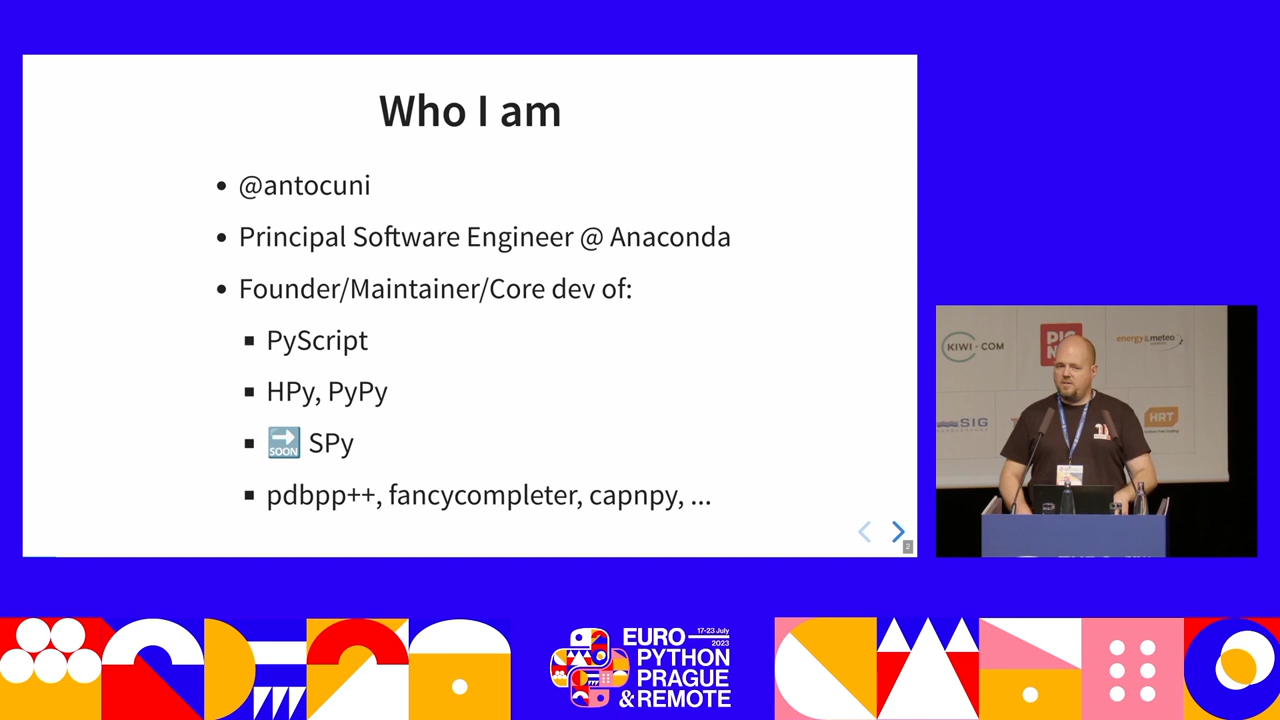 Who I am
@antocuni
Principal Software Engineer @ Anaconda
Founder/Maintainer/Core dev of:
PyScript
HPy, PyPy
SOON SPy
pdbpp++, fancycompleter, capnpy, ...
2
KIWI.COM
energy & meteo
SIG
HRT
17-23 July
2023
EURO
PYTHON
PRAGUE
& REMOTE